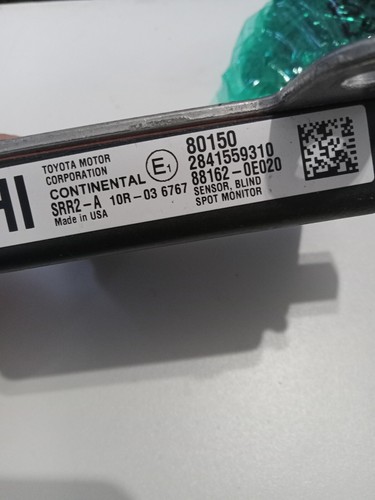 HI
TOYOTA MOTOR
CORPORATION
CONTINENTAL
SRR2-A 10R-03 6767
Made in USA
E1
80150
2841559310
88162-0E020
SENSOR, BLIND
SPOT MONITOR